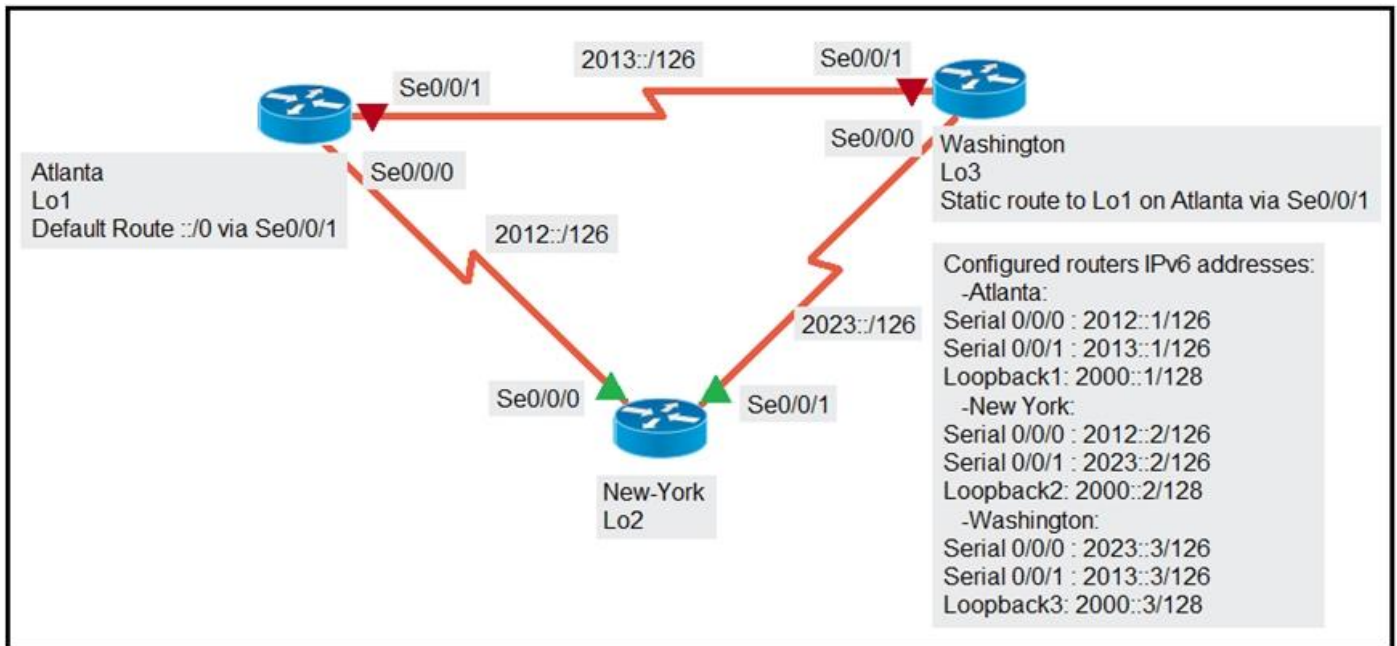 2013::/126
Se0/0/1
Se0/0/1
Se0/0/0
Se0/0/0
Atlanta
Lo1
Default Route ::/0 via Se0/0/1
Washington
Lo3
Static route to Lo1 on Atlanta via Se0/0/1
2012::/126
2023::/126
Se0/0/0
Se0/0/1
New-York
Lo2
Configured routers IPv6 addresses:
-Atlanta:
Serial 0/0/0 : 2012::1/126
Serial 0/0/1 : 2013::1/126
Loopback1: 2000::1/128
-New York:
Serial 0/0/0 : 2012::2/126
Serial 0/0/1 : 2023::2/126
Loopback2: 2000::2/128
-Washington:
Serial 0/0/0 : 2023::3/126
Serial 0/0/1 : 2013::3/126
Loopback3: 2000::3/128